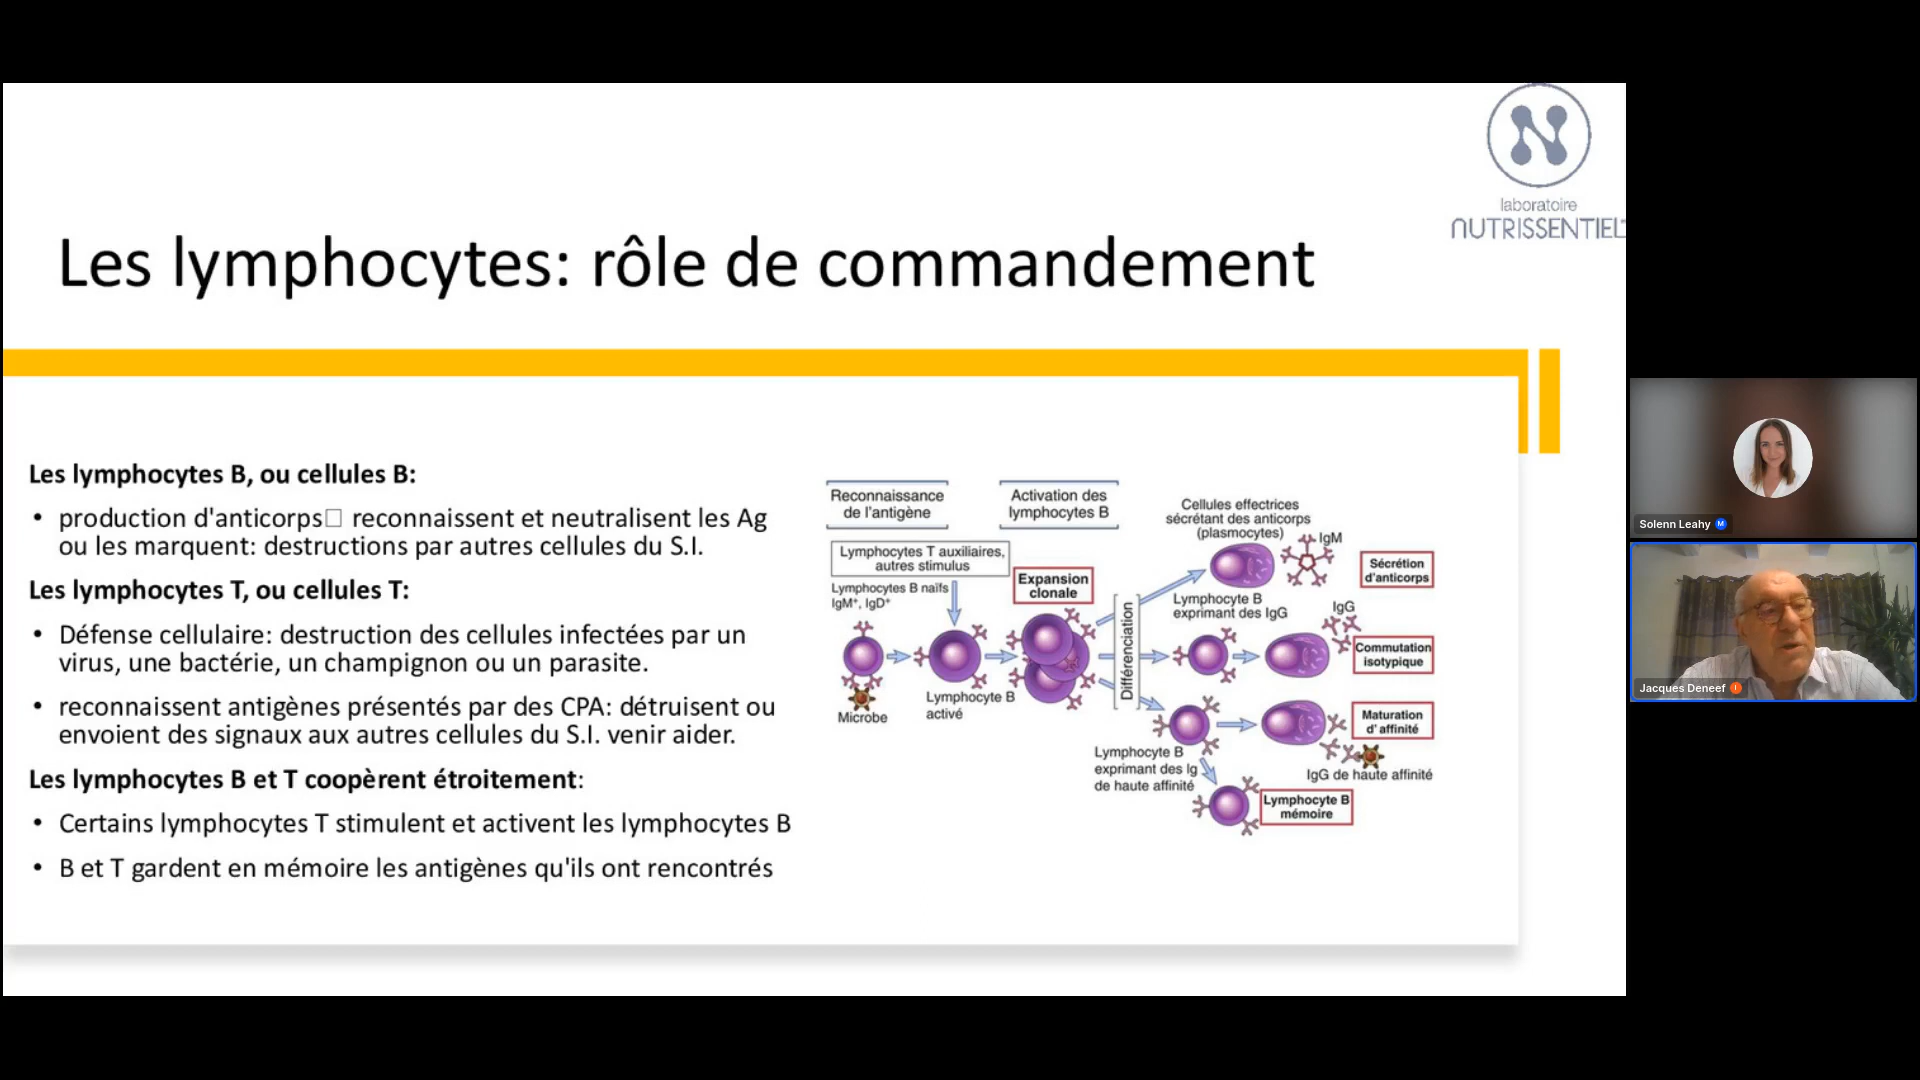 laboratoire
NUTRISSENTIEL
Les lymphocytes: rôle de commandement
Les lymphocytes B, ou cellules B:
• production d'anticorps□ reconnaissent et neutralisent les Ag
ou les marquent: destructions par autres cellules du S.I.
Les lymphocytes T, ou cellules T:
• Défense cellulaire: destruction des cellules infectées par un
virus, une bactérie, un champignon ou un parasite.
• reconnaissent antigènes présentés par des CPA: détruisent ou
envoient des signaux aux autres cellules du S.I. venir aider.
Les lymphocytes B et T coopèrent étroitement:
• Certains lymphocytes T stimulent et activent les lymphocytes B
• B et T gardent en mémoire les antigènes qu'ils ont rencontrés
Reconnaissance
de l'antigène
Activation des
lymphocytes B
Lymphocytes T auxiliaires,
autres stimulus
Lymphocytes B naïfs
IgM⁺, IgD⁺
Microbe
Lymphocyte B
activé
Expansion
clonale
Différenciation
Cellules effectrices
sécrétant des anticorps
(plasmocytes)
IgM
Sécrétion
d'anticorps
Lymphocyte B
exprimant des IgG
IgG
Commutation
isotypique
Maturation
d'affinité
Lymphocyte B
exprimant des Ig
de haute affinité
IgG de haute affinité
Lymphocyte B
mémoire
Solenn Leahy M
Jacques Deneef I